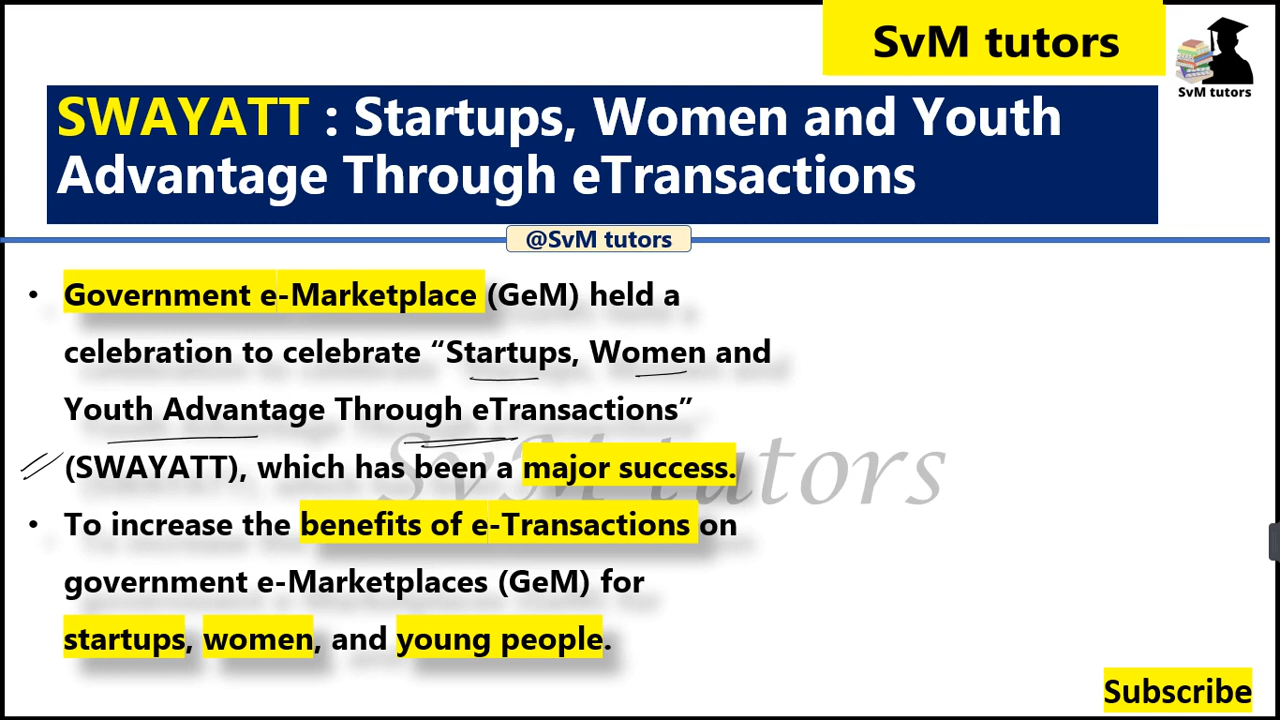 SvM tutors
SvM tutors
SWAYATT : Startups, Women and Youth
Advantage Through eTransactions
@SvM tutors
• Government e-Marketplace (GeM) held a
celebration to celebrate “Startups, Women and
Youth Advantage Through eTransactions”
(SWAYATT), which has been a major success.
SvM tutors
• To increase the benefits of e-Transactions on
government e-Marketplaces (GeM) for
startups, women, and young people.
Subscribe